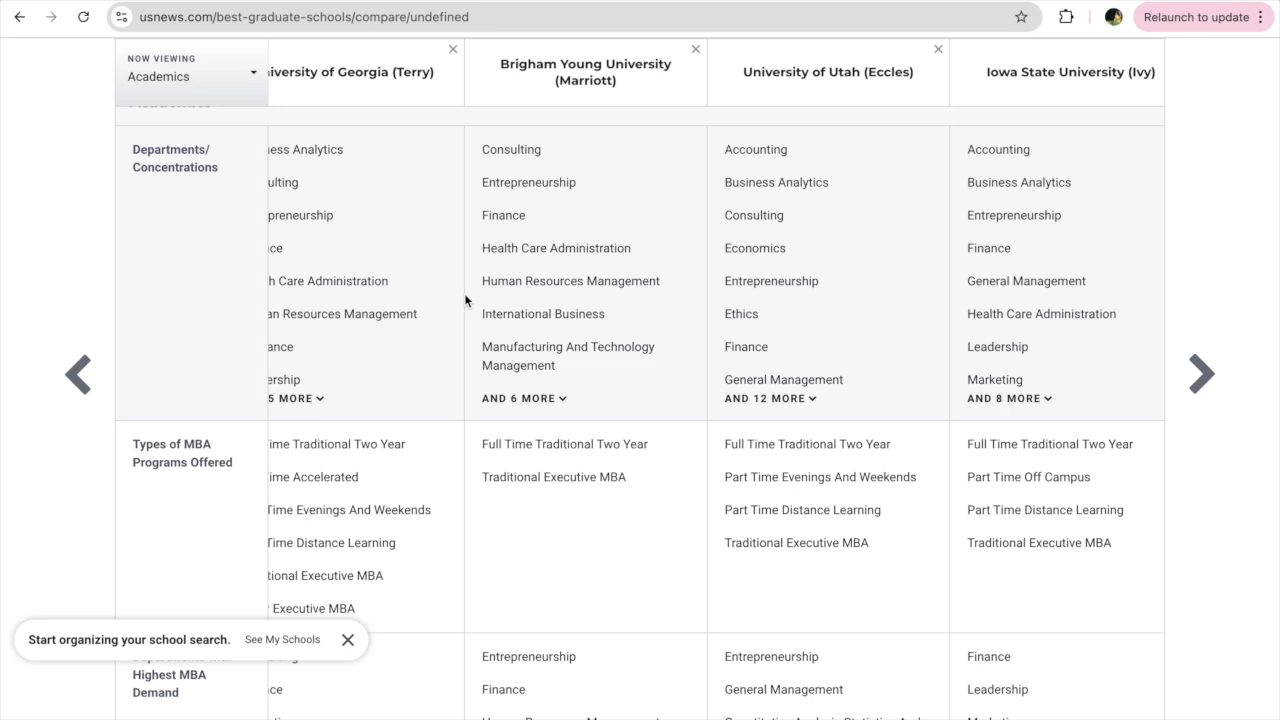 usnews.com/best-graduate-schools/compare/undefined
Relaunch to update
NOW VIEWING
Academics
University of Georgia (Terry)
Brigham Young University
(Marriott)
University of Utah (Eccles)
Iowa State University (Ivy)
Departments/
Concentrations
ness Analytics
ulting
preneurship
ce
h Care Administration
an Resources Management
ance
ership
5 MORE
Consulting
Entrepreneurship
Finance
Health Care Administration
Human Resources Management
International Business
Manufacturing And Technology
Management
AND 6 MORE
Accounting
Business Analytics
Consulting
Economics
Entrepreneurship
Ethics
Finance
General Management
AND 12 MORE
Accounting
Business Analytics
Entrepreneurship
Finance
General Management
Health Care Administration
Leadership
Marketing
AND 8 MORE
Types of MBA
Programs Offered
ime Traditional Two Year
ime Accelerated
Time Evenings And Weekends
Time Distance Learning
tional Executive MBA
Executive MBA
Full Time Traditional Two Year
Traditional Executive MBA
Full Time Traditional Two Year
Part Time Evenings And Weekends
Part Time Distance Learning
Traditional Executive MBA
Full Time Traditional Two Year
Part Time Off Campus
Part Time Distance Learning
Traditional Executive MBA
Start organizing your school search. See My Schools
Highest MBA
Demand
ce
Entrepreneurship
Finance
Entrepreneurship
General Management
Finance
Leadership